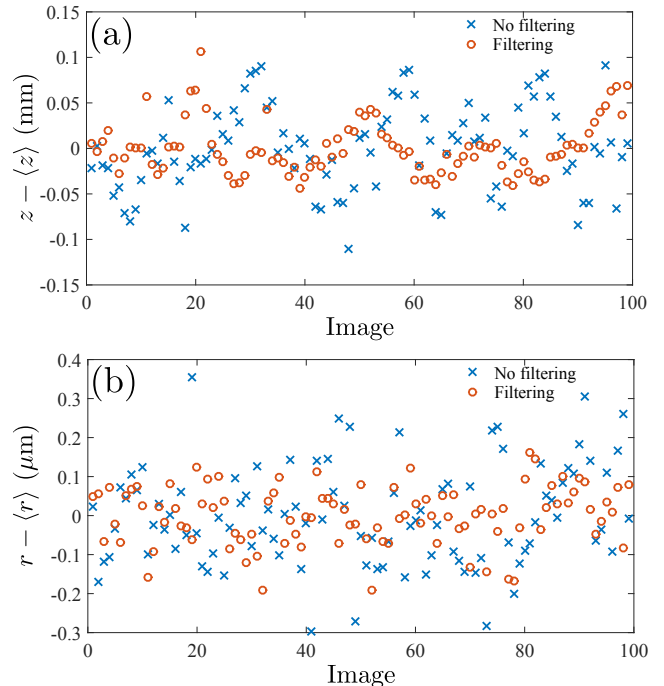 (a)
No filtering
Filtering
0.15
0.1
0.05
0
-0.05
-0.1
-0.15
z − ⟨z⟩ (mm)
0 20 40 60 80 100
Image
(b)
No filtering
Filtering
0.4
0.3
0.2
0.1
0
-0.1
-0.2
-0.3
r − ⟨r⟩ (μm)
0 20 40 60 80 100
Image